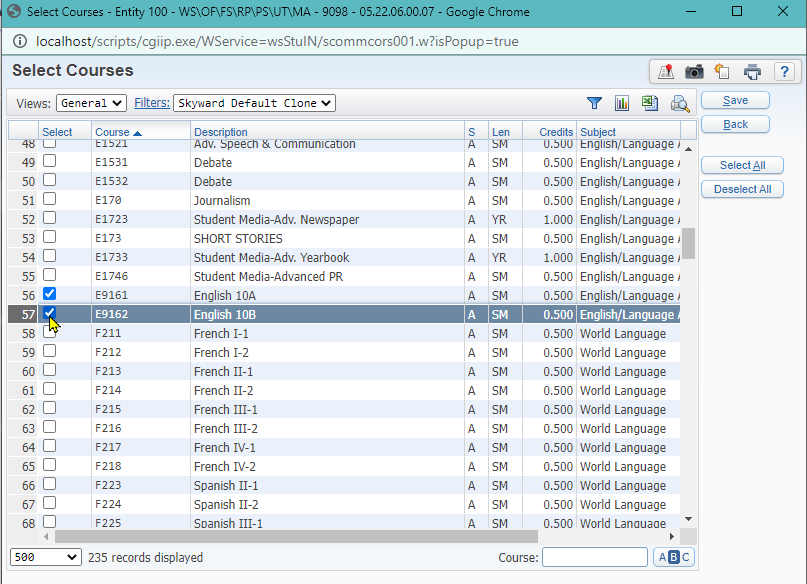 Select Courses - Entity 100 - WS\OF\FS\RP\PS\UT\MA - 9098 - 05.22.06.00.07 - Google Chrome
localhost/scripts/cgiip.exe/WService=wsStuIN/scommcors001.w?isPopup=true
Select Courses
?
Views: General Filters: Skyward Default Clone
Save
Back
Select All
Deselect All
Select Course Description S Len Credits Subject
48 E1521 Adv. Speech & Communication A SM 0.500 English/Language A
49 E1531 Debate A SM 0.500 English/Language A
50 E1532 Debate A SM 0.500 English/Language A
51 E170 Journalism A SM 0.500 English/Language A
52 E1723 Student Media-Adv. Newspaper A YR 1.000 English/Language A
53 E173 SHORT STORIES A SM 0.500 English/Language A
54 E1733 Student Media-Adv. Yearbook A YR 1.000 English/Language A
55 E1746 Student Media-Advanced PR A SM 0.500 English/Language A
56 E9161 English 10A A SM 0.500 English/Language A
57 E9162 English 10B A SM 0.500 English/Language A
58 F211 French I-1 A SM 0.500 World Language
59 F212 French I-2 A SM 0.500 World Language
60 F213 French II-1 A SM 0.500 World Language
61 F214 French II-2 A SM 0.500 World Language
62 F215 French III-1 A SM 0.500 World Language
63 F216 French III-2 A SM 0.500 World Language
64 F217 French IV-1 A SM 0.500 World Language
65 F218 French IV-2 A SM 0.500 World Language
66 F223 Spanish II-1 A SM 0.500 World Language
67 F224 Spanish II-2 A SM 0.500 World Language
68 F225 Spanish III-1 A SM 0.500 World Language
500 235 records displayed Course: A B C